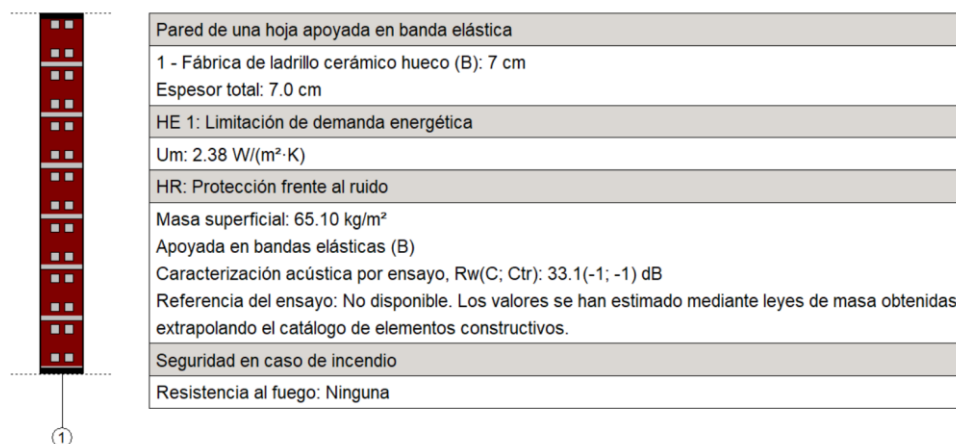 Pared de una hoja apoyada en banda elástica
1 - Fábrica de ladrillo cerámico hueco (B): 7 cm
Espesor total: 7.0 cm
HE 1: Limitación de demanda energética
Um: 2.38 W/(m²·K)
HR: Protección frente al ruido
Masa superficial: 65.10 kg/m²
Apoyada en bandas elásticas (B)
Caracterización acústica por ensayo, Rw(C; Ctr): 33.1(-1; -1) dB
Referencia del ensayo: No disponible. Los valores se han estimado mediante leyes de masa obtenidas
extrapolando el catálogo de elementos constructivos.
Seguridad en caso de incendio
Resistencia al fuego: Ninguna
1